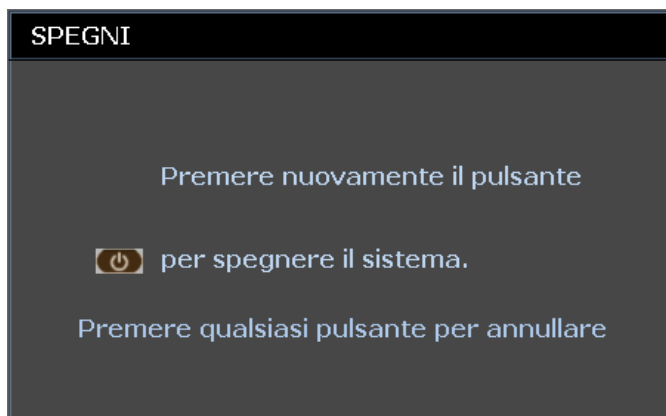 SPEGNI
Premere nuovamente il pulsante
per spegnere il sistema.
Premere qualsiasi pulsante per annullare